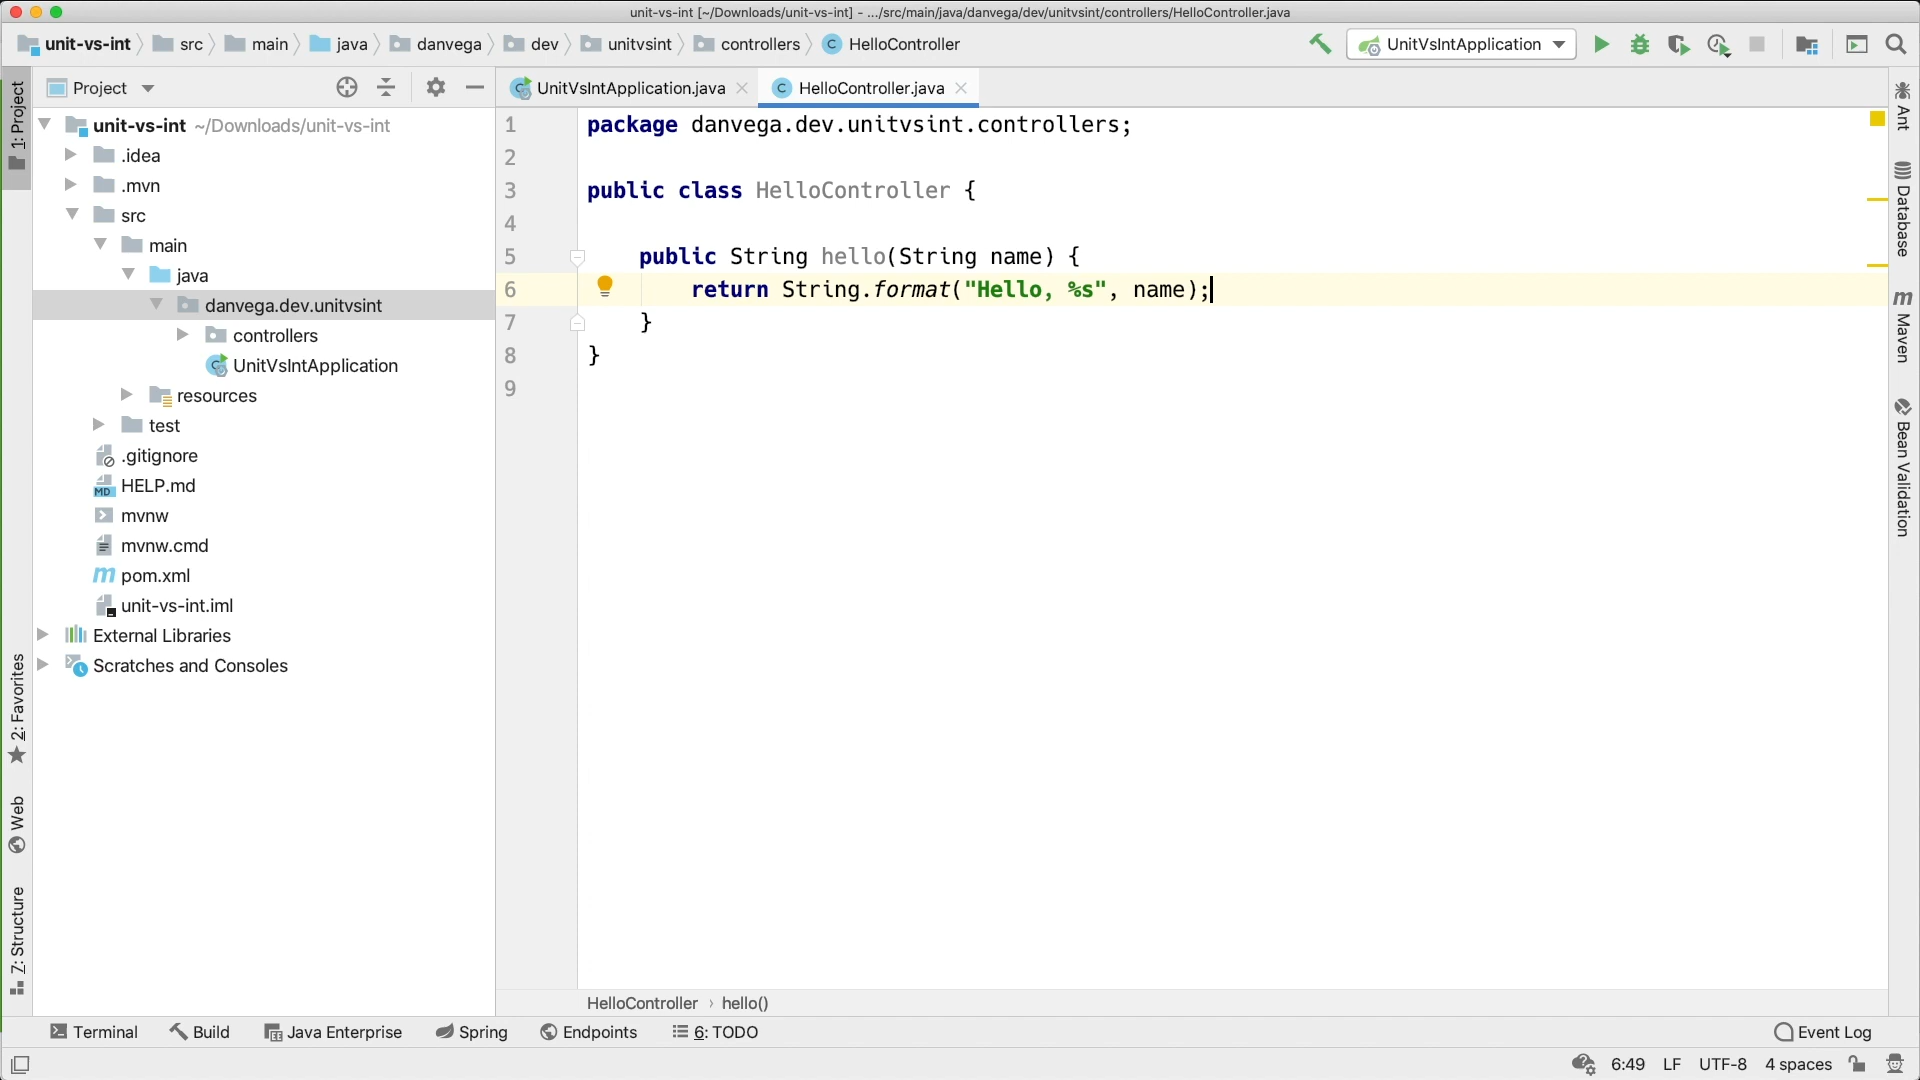 unit-vs-int [~/Downloads/unit-vs-int] - .../src/main/java/danvega/dev/unitvsint/controllers/HelloController.java
unit-vs-int src main java danvega dev unitvsint controllers HelloController UnitVsIntApplication
Project UnitVsIntApplication.java HelloController.java
1: Project
2: Favorites
Web
Z: Structure
unit-vs-int ~/Downloads/unit-vs-int
.idea
.mvn
src
main
java
danvega.dev.unitvsint
controllers
UnitVsIntApplication
resources
test
.gitignore
HELP.md
mvnw
mvnw.cmd
pom.xml
unit-vs-int.iml
External Libraries
Scratches and Consoles
1 package danvega.dev.unitvsint.controllers;
2
3 public class HelloController {
4
5 public String hello(String name) {
6 return String.format("Hello, %s", name);
7 }
8 }
9
Ant
Database
Maven
Bean Validation
HelloController › hello()
Terminal Build Java Enterprise Spring Endpoints 6: TODO Event Log
6:49 LF UTF-8 4 spaces